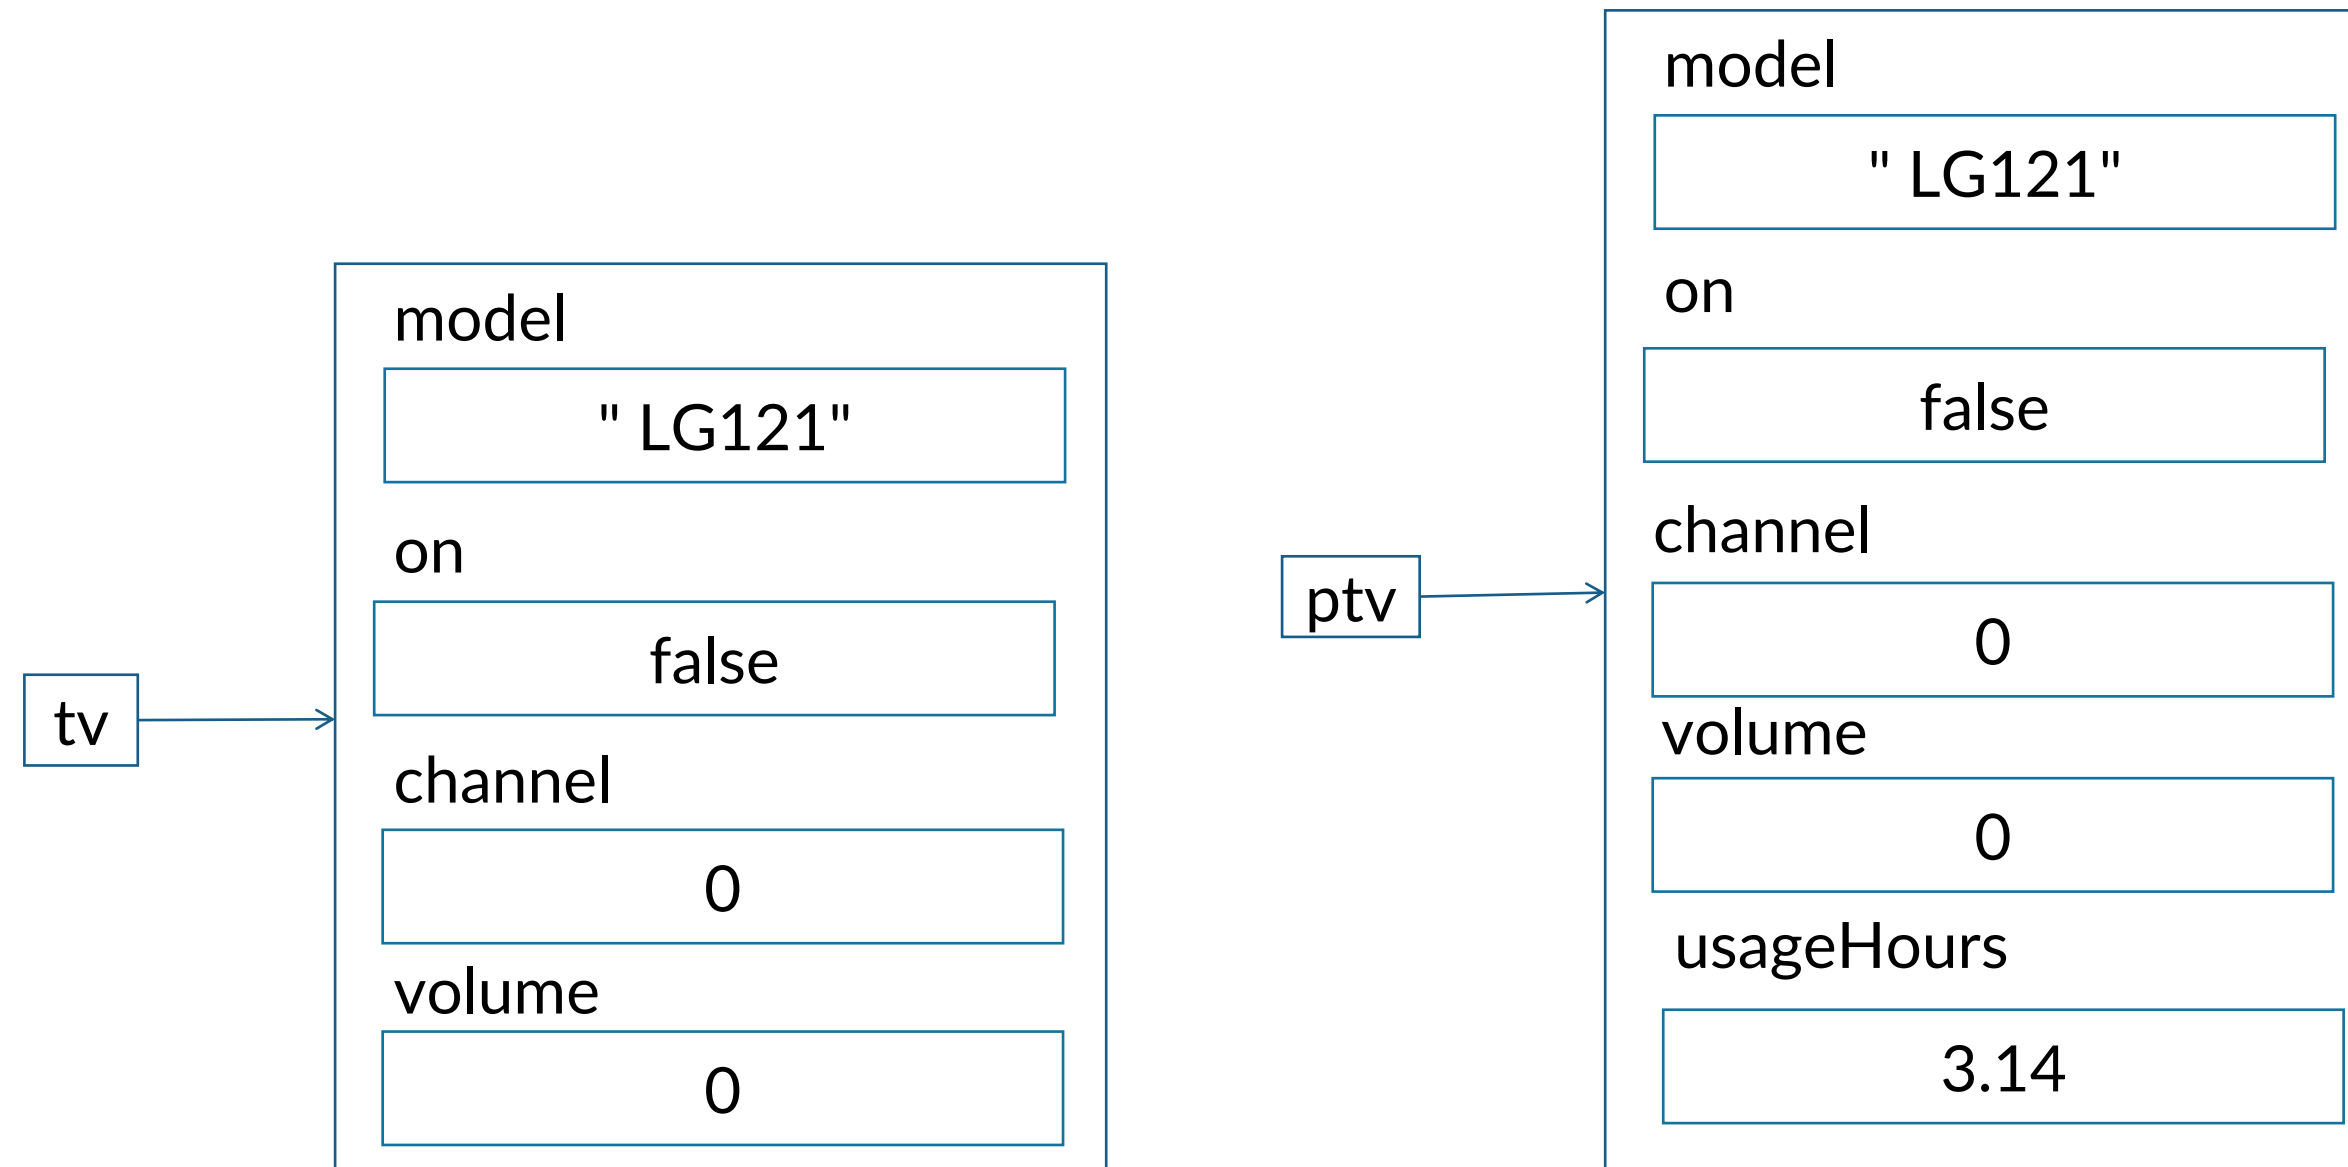 tv
model
" LG121"
on
false
channel
0
volume
0
ptv
model
" LG121"
on
false
channel
0
volume
0
usageHours
3.14